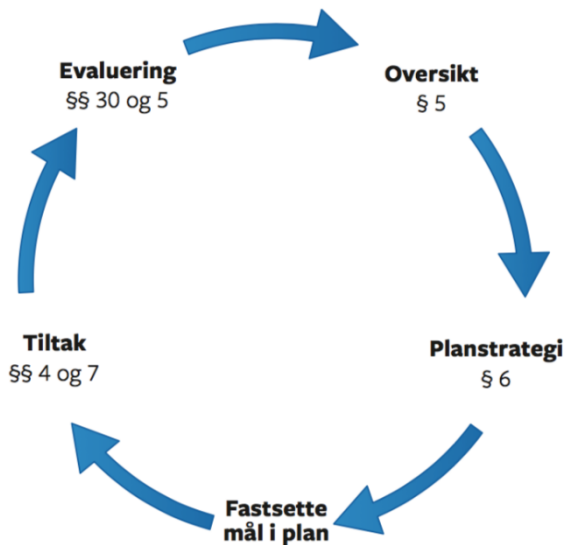 Evaluering
§§ 30 og 5
Oversikt
§ 5
Planstrategi
§ 6
Fastsette
mål i plan
Tiltak
§§ 4 og 7